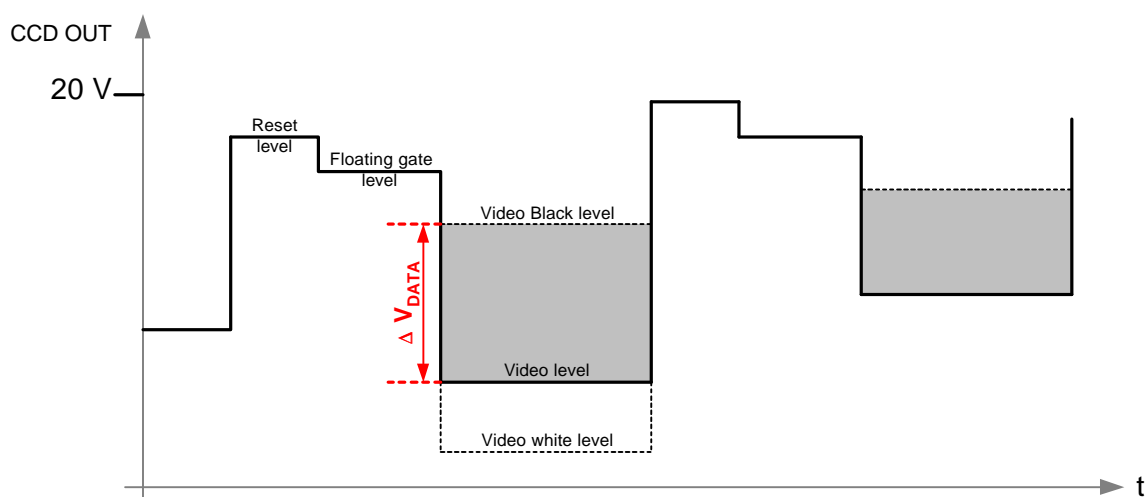 CCD OUT
20 V
Reset
level
Floating gate
level
Video Black level
Δ VDATA
Video level
Video white level
t